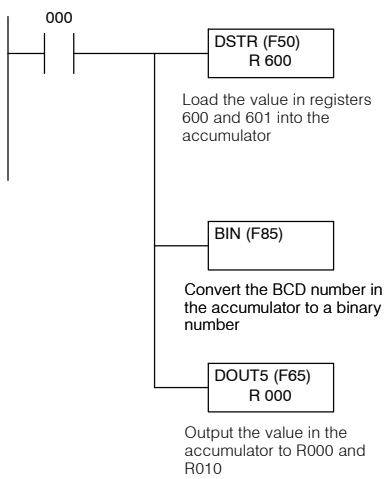 000
DSTR (F50)
R 600
Load the value in registers
600 and 601 into the
accumulator
BIN (F85)
Convert the BCD number in
the accumulator to a binary
number
DOUT5 (F65)
R 000
Output the value in the
accumulator to R000 and
R010